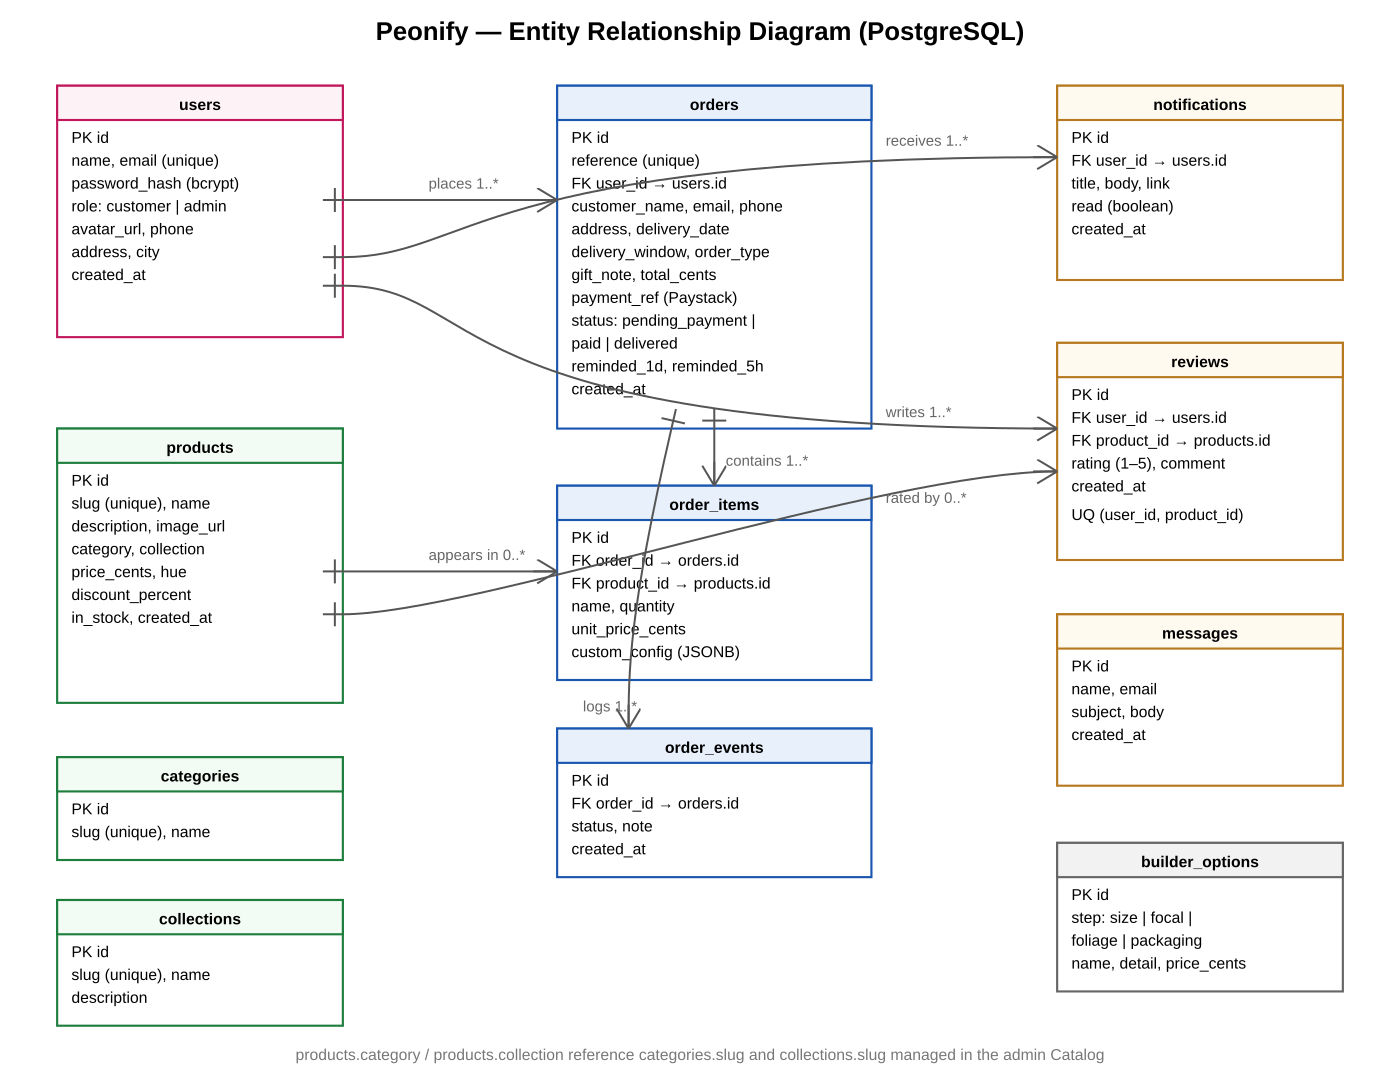 Peonify — Entity Relationship Diagram (PostgreSQL)
users
PK id
name, email (unique)
password_hash (bcrypt)
role: customer | admin
avatar_url, phone
address, city
created_at
orders
PK id
reference (unique)
FK user_id → users.id
customer_name, email, phone
address, delivery_date
delivery_window, order_type
gift_note, total_cents
payment_ref (Paystack)
status: pending_payment |
paid | delivered
reminded_1d, reminded_5h
created_at
notifications
PK id
FK user_id → users.id
title, body, link
read (boolean)
created_at
places 1..*
receives 1..*
writes 1..*
contains 1..*
rated by 0..*
appears in 0..*
logs 1..*
reviews
PK id
FK user_id → users.id
FK product_id → products.id
rating (1–5), comment
created_at
UQ (user_id, product_id)
products
PK id
slug (unique), name
description, image_url
category, collection
price_cents, hue
discount_percent
in_stock, created_at
order_items
PK id
FK order_id → orders.id
FK product_id → products.id
name, quantity
unit_price_cents
custom_config (JSONB)
messages
PK id
name, email
subject, body
created_at
categories
PK id
slug (unique), name
order_events
PK id
FK order_id → orders.id
status, note
created_at
builder_options
PK id
step: size | focal |
foliage | packaging
name, detail, price_cents
collections
PK id
slug (unique), name
description
products.category / products.collection reference categories.slug and collections.slug managed in the admin Catalog